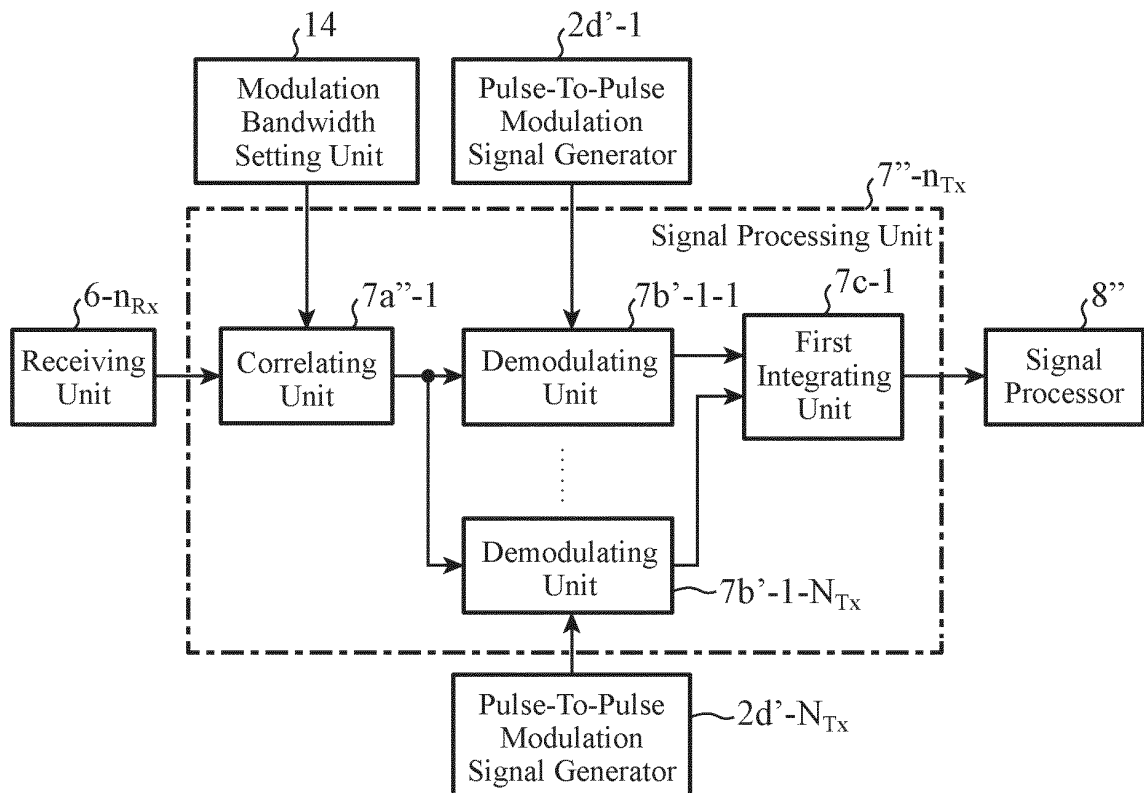 14
2d’-1
Modulation
Bandwidth
Setting Unit
Pulse-To-Pulse
Modulation
Signal Generator
7”-nTx
Signal Processing Unit
6-nRx
7a”-1
7b’-1-1
7c-1
8”
Receiving
Unit
Correlating
Unit
Demodulating
Unit
First
Integrating
Unit
Signal
Processor
Demodulating
Unit
7b’-1-NTx
Pulse-To-Pulse
Modulation
Signal Generator
2d’-NTx